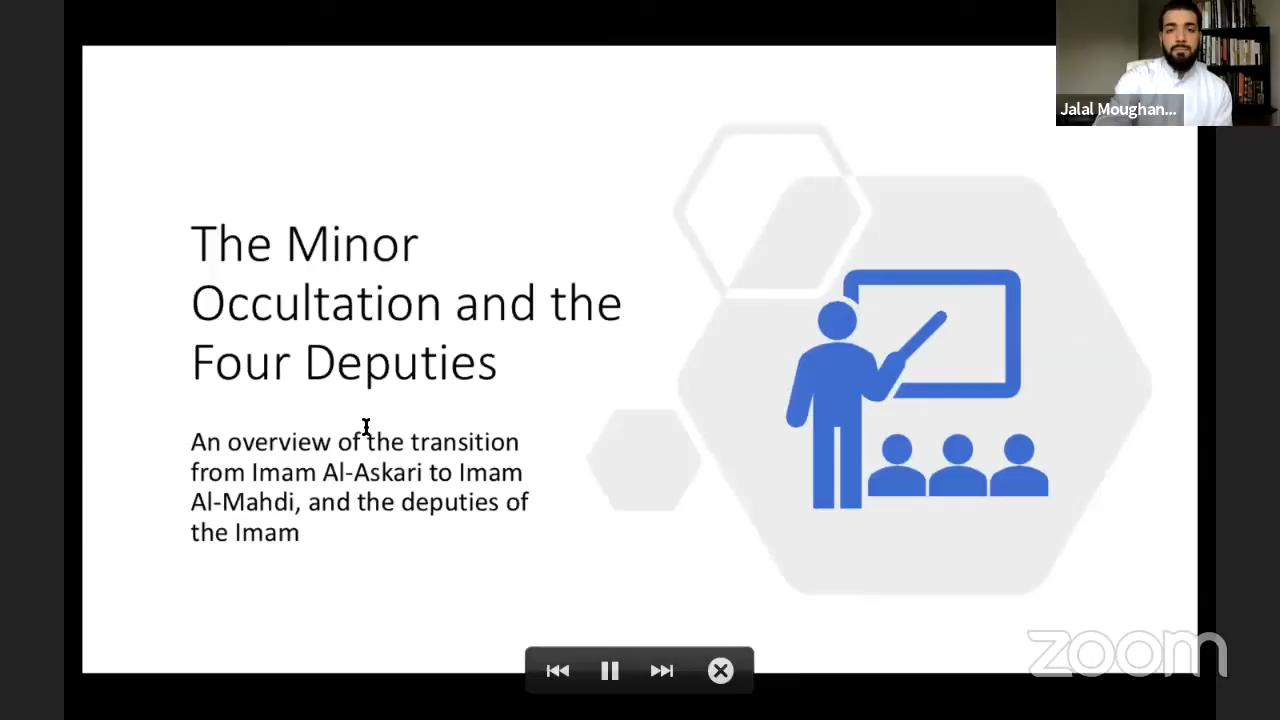 Jalal Moughan...
The Minor
Occultation and the
Four Deputies
An overview of the transition
from Imam Al-Askari to Imam
Al-Mahdi, and the deputies of
the Imam
zoom